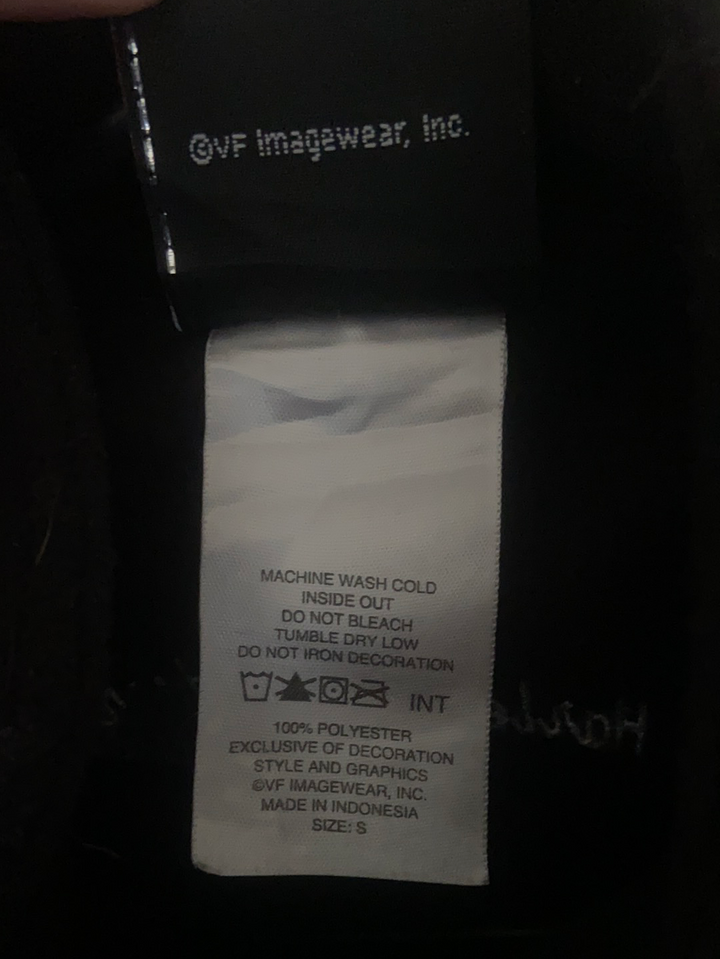 ©VF Imagewear, Inc.
MACHINE WASH COLD
INSIDE OUT
DO NOT BLEACH
TUMBLE DRY LOW
DO NOT IRON DECORATION
INT
100% POLYESTER
EXCLUSIVE OF DECORATION
STYLE AND GRAPHICS
©VF IMAGEWEAR, INC.
MADE IN INDONESIA
SIZE: S